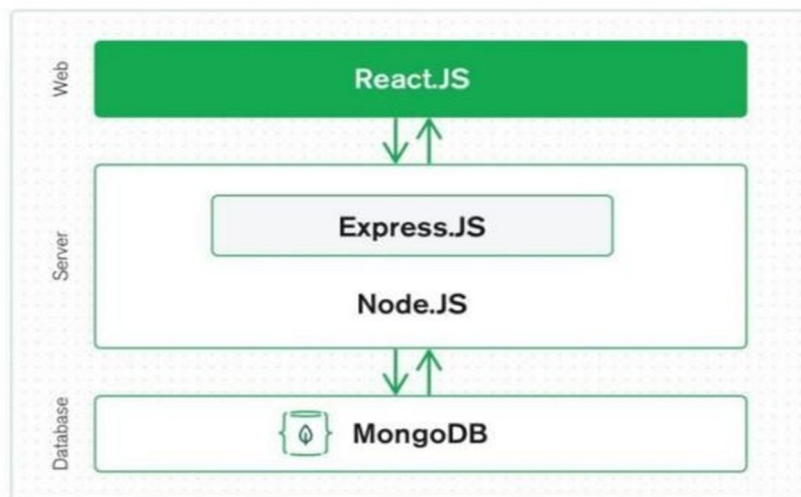 Web
React.JS
Server
Express.JS
Node.JS
Database
MongoDB